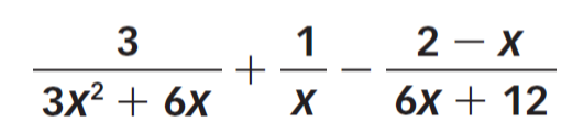 3/(3x² + 6x) + 1/x − (2 − x)/(6x + 12)